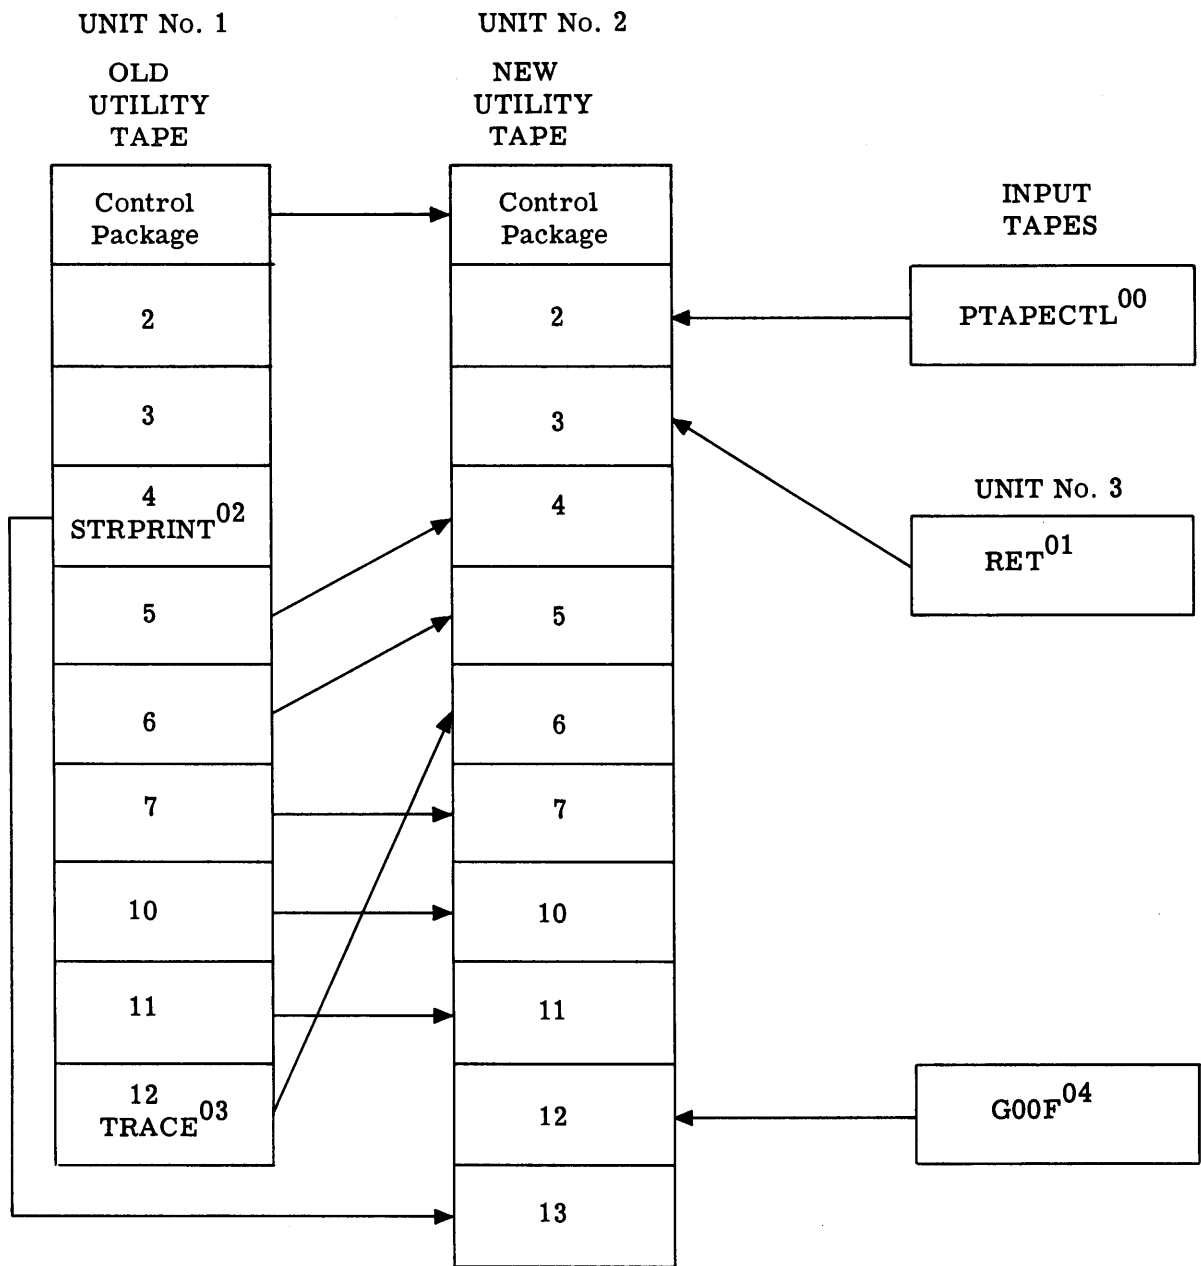 UNIT No. 1
OLD
UTILITY
TAPE
Control
Package
2
3
4
STRPRINT02
5
6
7
10
11
12
TRACE03
UNIT No. 2
NEW
UTILITY
TAPE
Control
Package
2
3
4
5
6
7
10
11
12
13
INPUT
TAPES
PTAPECTL00
UNIT No. 3
RET01
G00F04